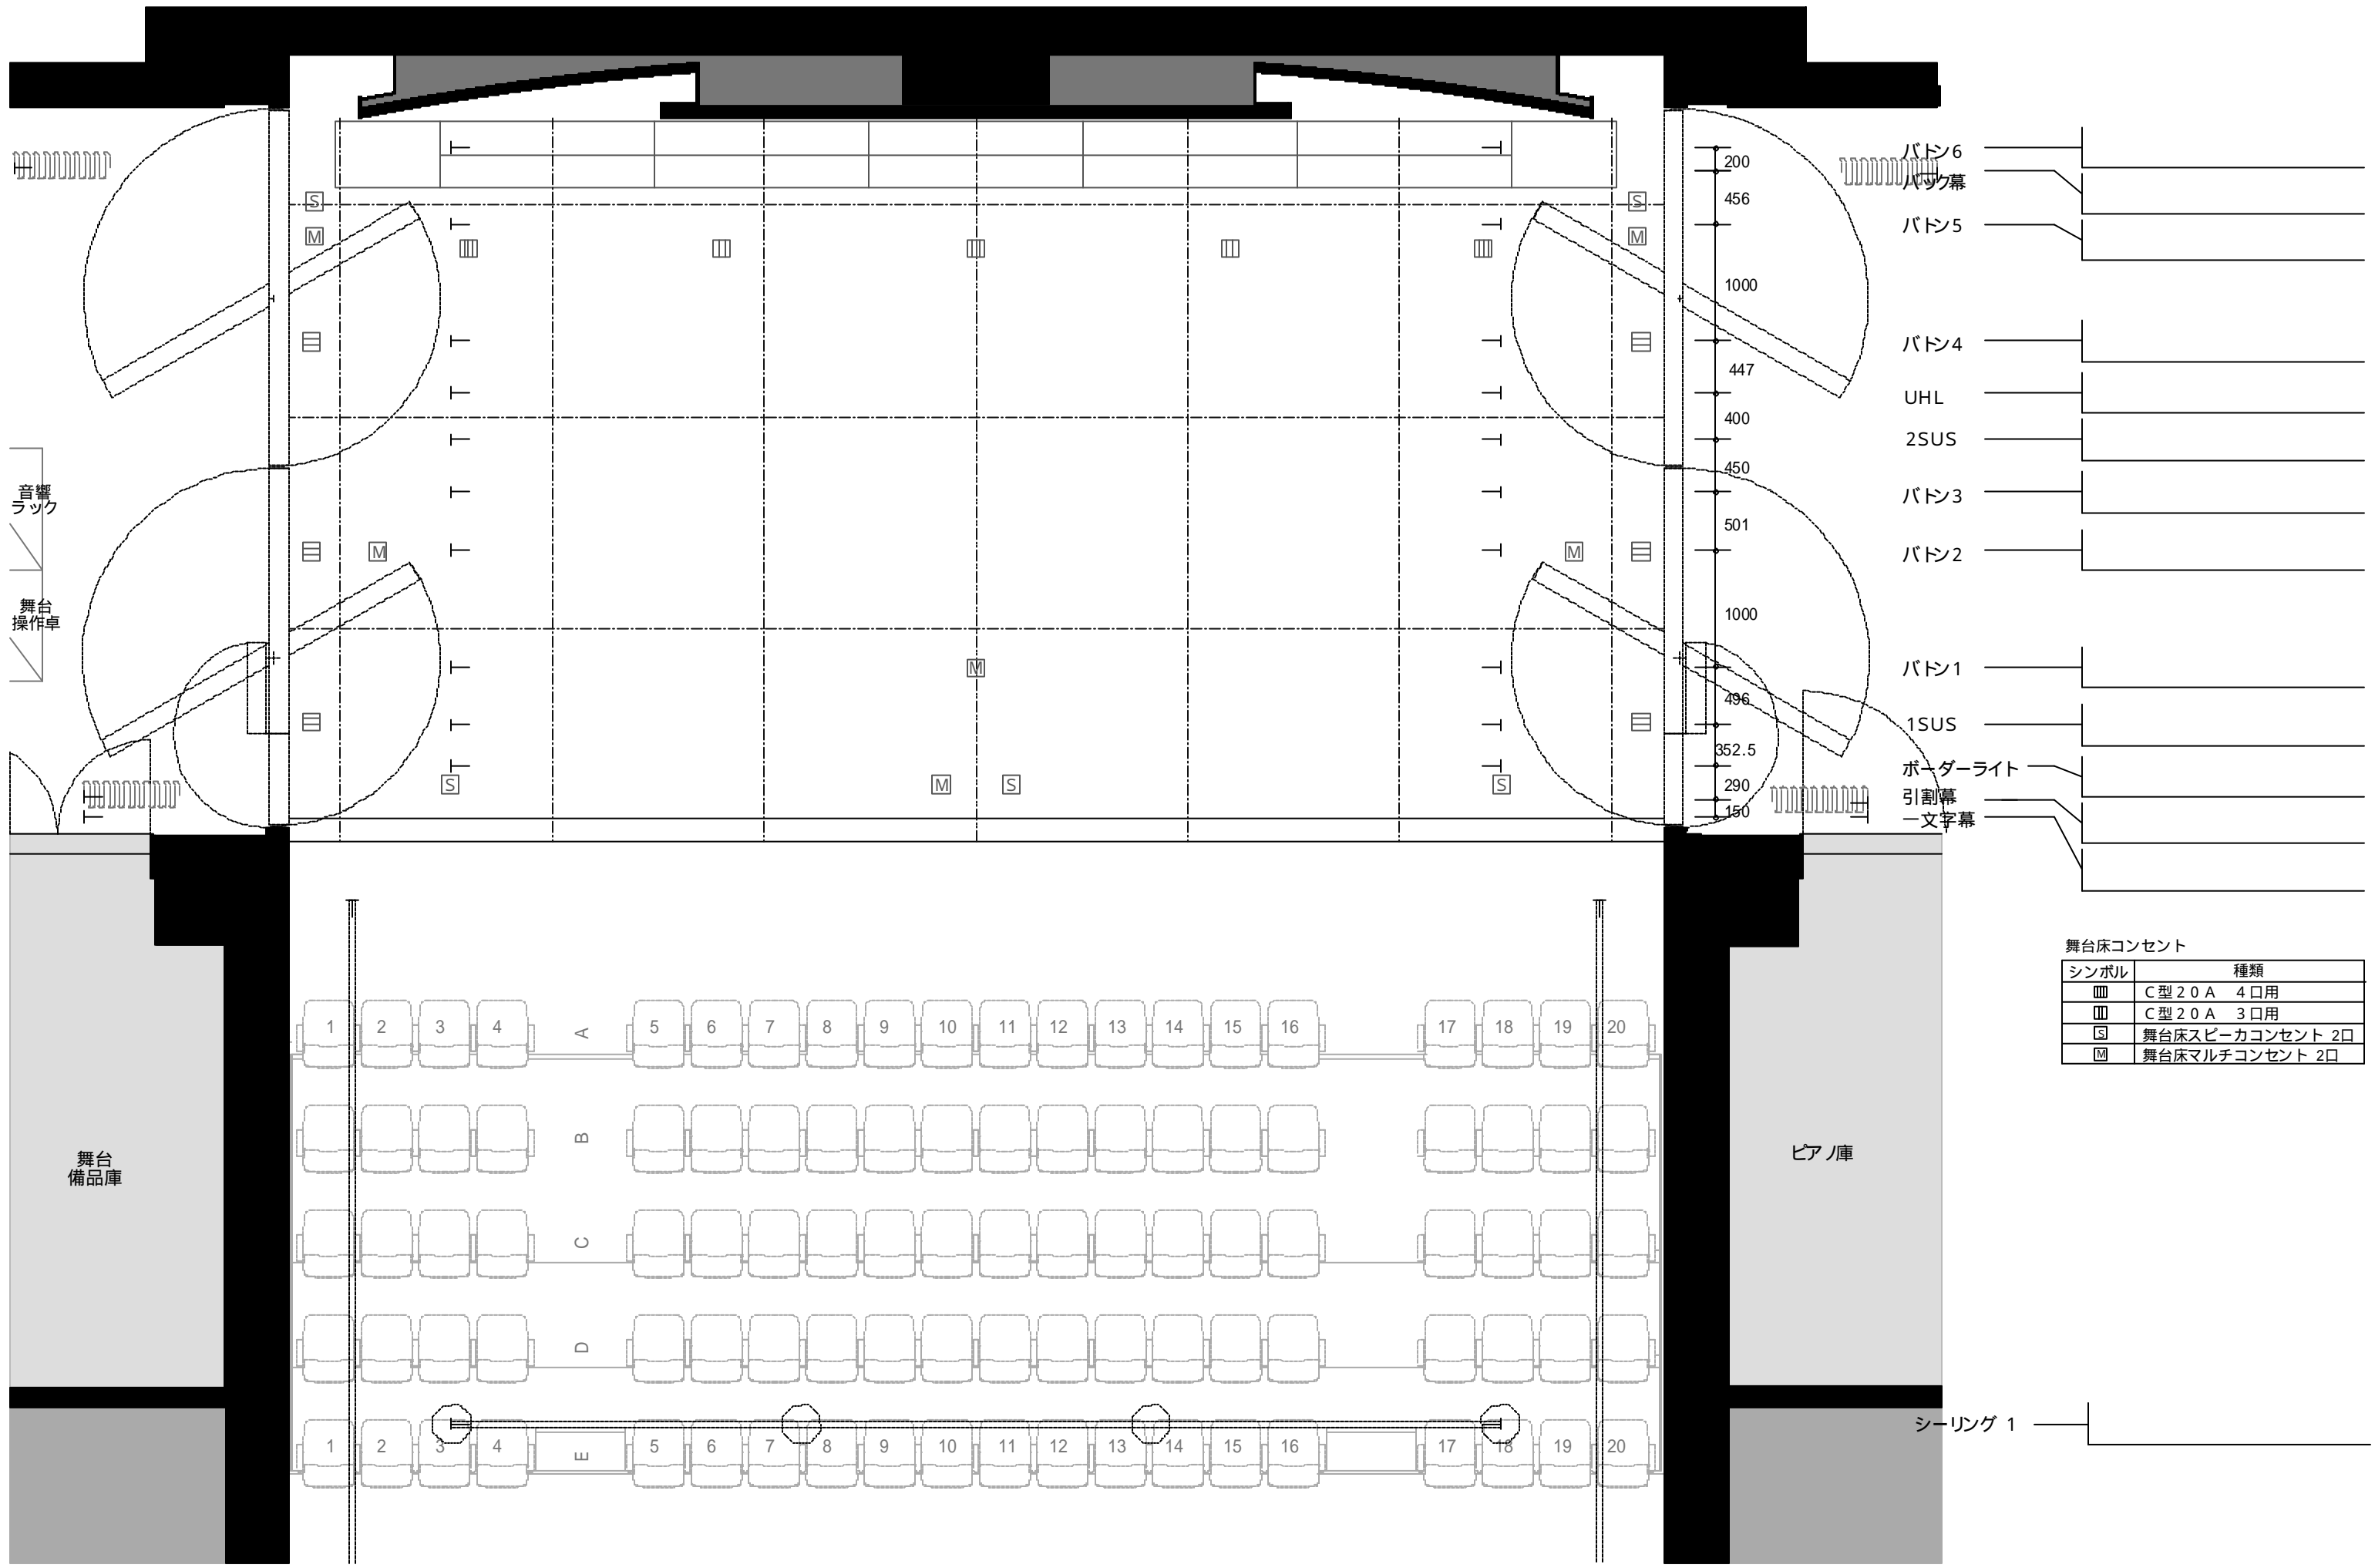 バトン6
200
バック幕
S
S
456
バトン5
M
M
1000
バトン4
447
UHL
400
2SUS
450
音響
ラック
バトン3
501
M
M
バトン2
舞台
操作卓
1000
M
バトン1
496
1SUS
352.5
ボーダーライト
S
M
S
S
290
引割幕
150
一文字幕
舞台床コンセント
シンボル 種類
C型20A 4口用
C型20A 3口用
S 舞台床スピーカコンセント 2口
M 舞台床マルチコンセント 2口
1 2 3 4 A 5 6 7 8 9 10 11 12 13 14 15 16 17 18 19 20
B
舞台
備品庫
ピアノ庫
C
D
シーリング 1
1 2 3 4 E 5 6 7 8 9 10 11 12 13 14 15 16 17 18 19 20